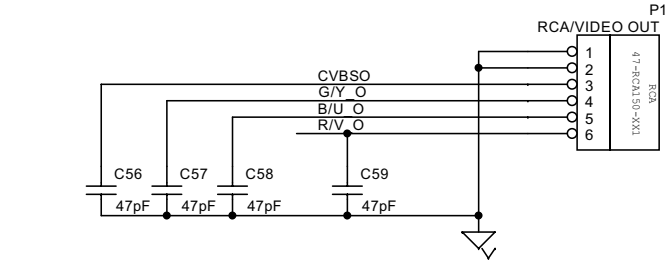 P1
RCA/VIDEO OUT
1
2
CVBSO 3
G/Y_O 4
B/U_O 5
R/V_O 6
RCA
47-RCA150-XX1
C56 C57 C58 C59
47pF 47pF 47pF 47pF